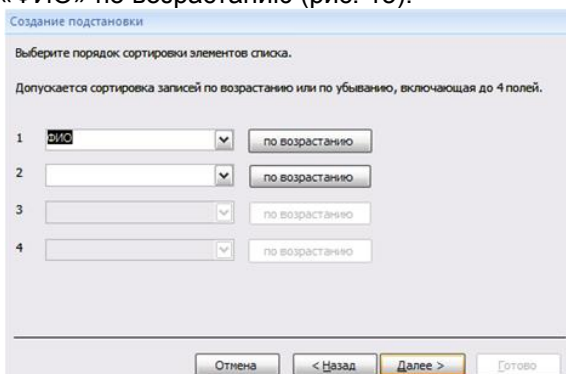 «ФИО» по возрастанию (рис. 18).
Создание подстановки
Выберите порядок сортировки элементов списка.
Допускается сортировка записей по возрастанию или по убыванию, включающая до 4 полей.
1 ФИО по возрастанию
2 по возрастанию
3 по возрастанию
4 по возрастанию
Отмена < Назад Далее > Готово